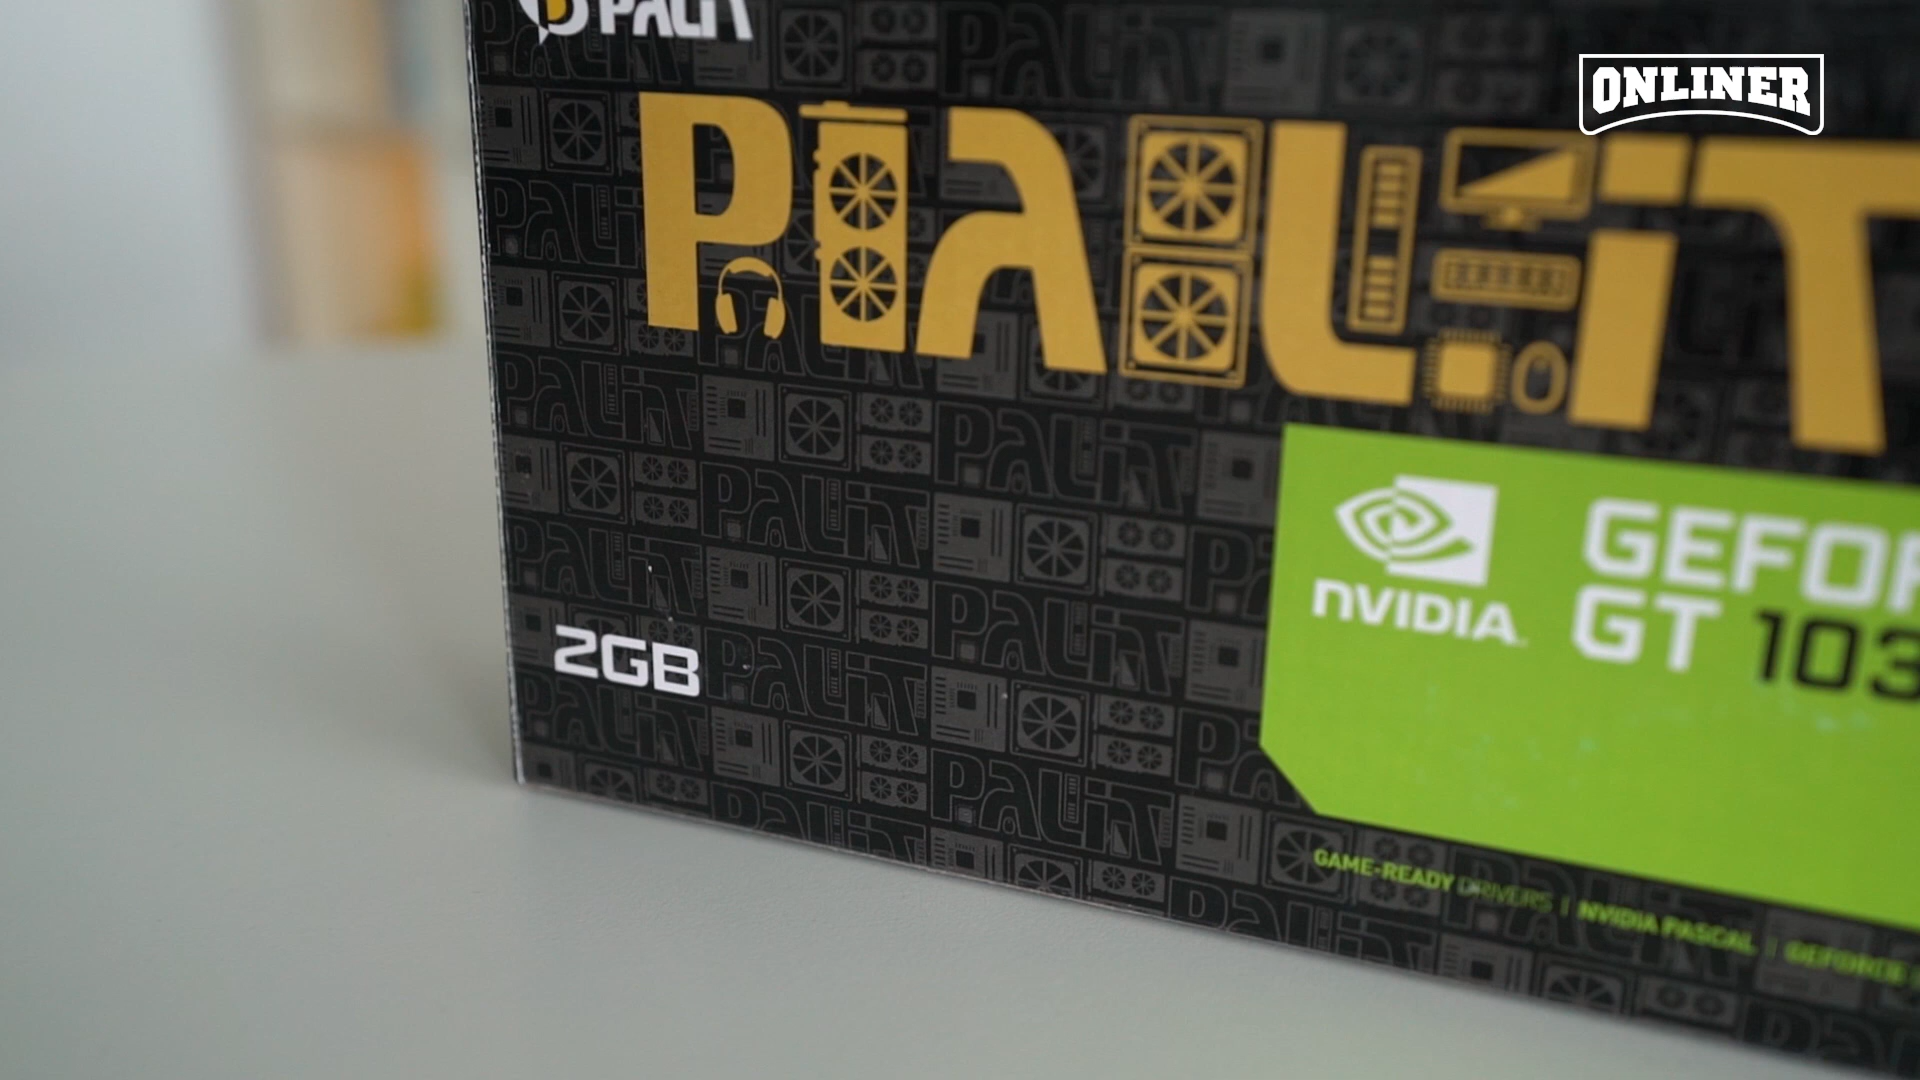 PALIT
ONLINER
PALiT
NVIDIA
GEFOR
GT 103
2GB
GAME-READY DRIVERS | NVIDIA PASCAL | GEFORCE